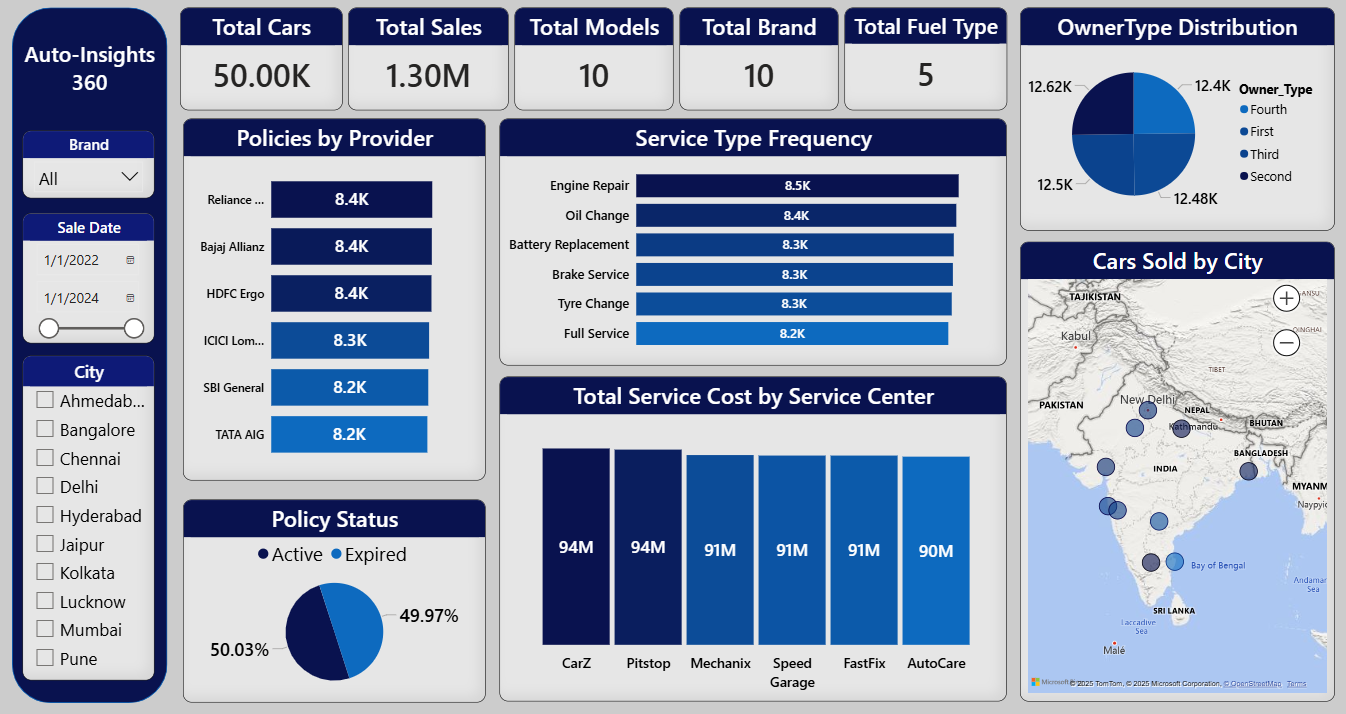 Auto-Insights
360
Brand
All
Sale Date
1/1/2022
1/1/2024
City
Ahmedab...
Bangalore
Chennai
Delhi
Hyderabad
Jaipur
Kolkata
Lucknow
Mumbai
Pune
Total Cars
50.00K
Total Sales
1.30M
Total Models
10
Total Brand
10
Total Fuel Type
5
Policies by Provider
Reliance ... 8.4K
Bajaj Allianz 8.4K
HDFC Ergo 8.4K
ICICI Lom... 8.3K
SBI General 8.2K
TATA AIG 8.2K
Policy Status
Active Expired
49.97%
50.03%
Service Type Frequency
Engine Repair 8.5K
Oil Change 8.4K
Battery Replacement 8.3K
Brake Service 8.3K
Tyre Change 8.3K
Full Service 8.2K
Total Service Cost by Service Center
94M 94M 91M 91M 91M 90M
CarZ Pitstop Mechanix Speed FastFix AutoCare
Garage
OwnerType Distribution
12.62K 12.4K
12.5K 12.48K
Owner_Type
Fourth
First
Third
Second
Cars Sold by City
TAJIKISTAN
ANSU
Kabul
QINGHAI
TIBET
PAKISTAN
New Delhi
NEPAL
Kathmandu
BHUTAN
BANGLADESH
INDIA
MYANM
Naypyi
Bay of Bengal
Andaman
Sea
SRI LANKA
Laccadive
Sea
Malé
Microsoft
© 2025 TomTom, © 2025 Microsoft Corporation, © OpenStreetMap Terms